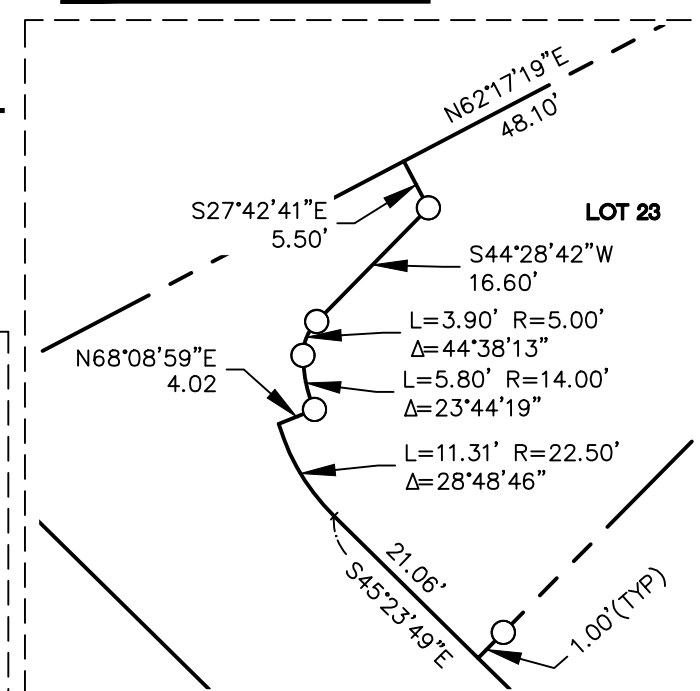 N62°17'19"E
48.10'
S27°42'41"E
5.50'
LOT 23
S44°28'42"W
16.60'
L=3.90' R=5.00'
Δ=44°38'13"
N68°08'59"E
4.02
L=5.80' R=14.00'
Δ=23°44'19"
L=11.31' R=22.50'
Δ=28°48'46"
21.06'
S45°23'49"E
1.00'(TYP)